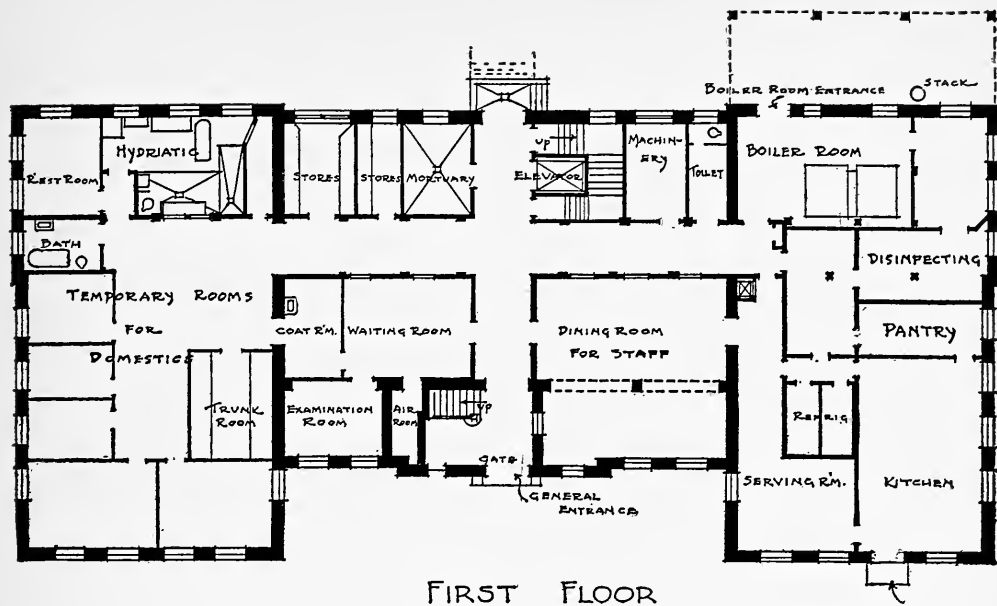 BOILER ROOM ENTRANCE
STACK
HYDRIATIC
REST ROOM
STORES
STORES
MORTUARY
UP
ELEVATOR
MACHIN-
ERY
TOILET
BOILER ROOM
BATH
DISINFECTING
TEMPORARY ROOMS
FOR
DOMESTICS
COAT R'M.
WAITING ROOM
DINING ROOM
FOR STAFF
PANTRY
TRUNK
ROOM
EXAMINATION
ROOM
AIR
ROOM
UP
REFRIG.
GATE
GENERAL
ENTRANCE
SERVING R'M.
KITCHEN
FIRST FLOOR